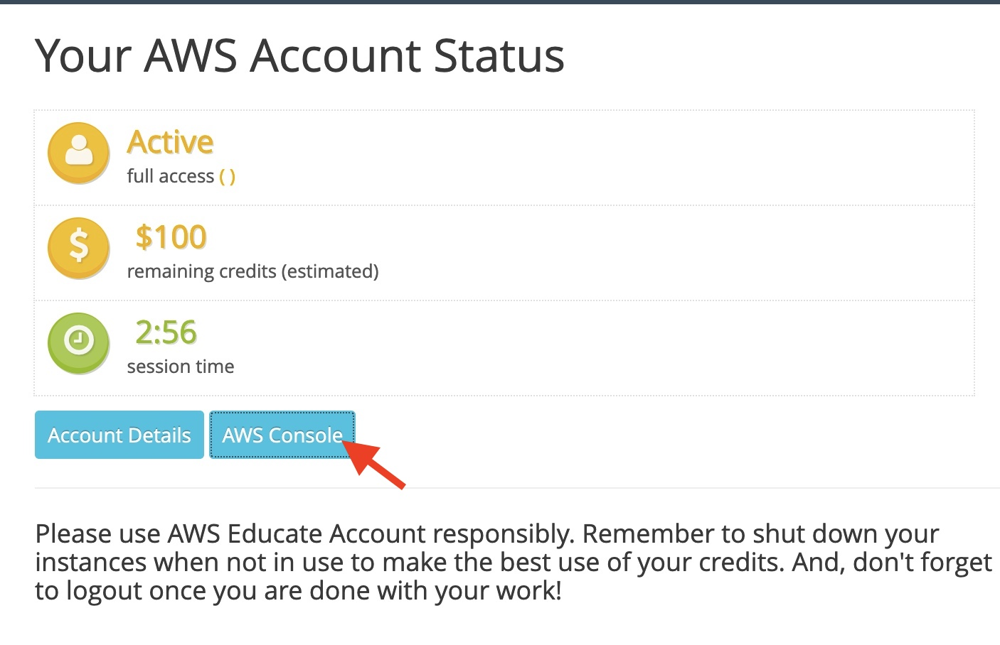 Your AWS Account Status
Active
full access ( )
$
$100
remaining credits (estimated)
2:56
session time
Account Details
AWS Console
Please use AWS Educate Account responsibly. Remember to shut down your
instances when not in use to make the best use of your credits. And, don't forget
to logout once you are done with your work!